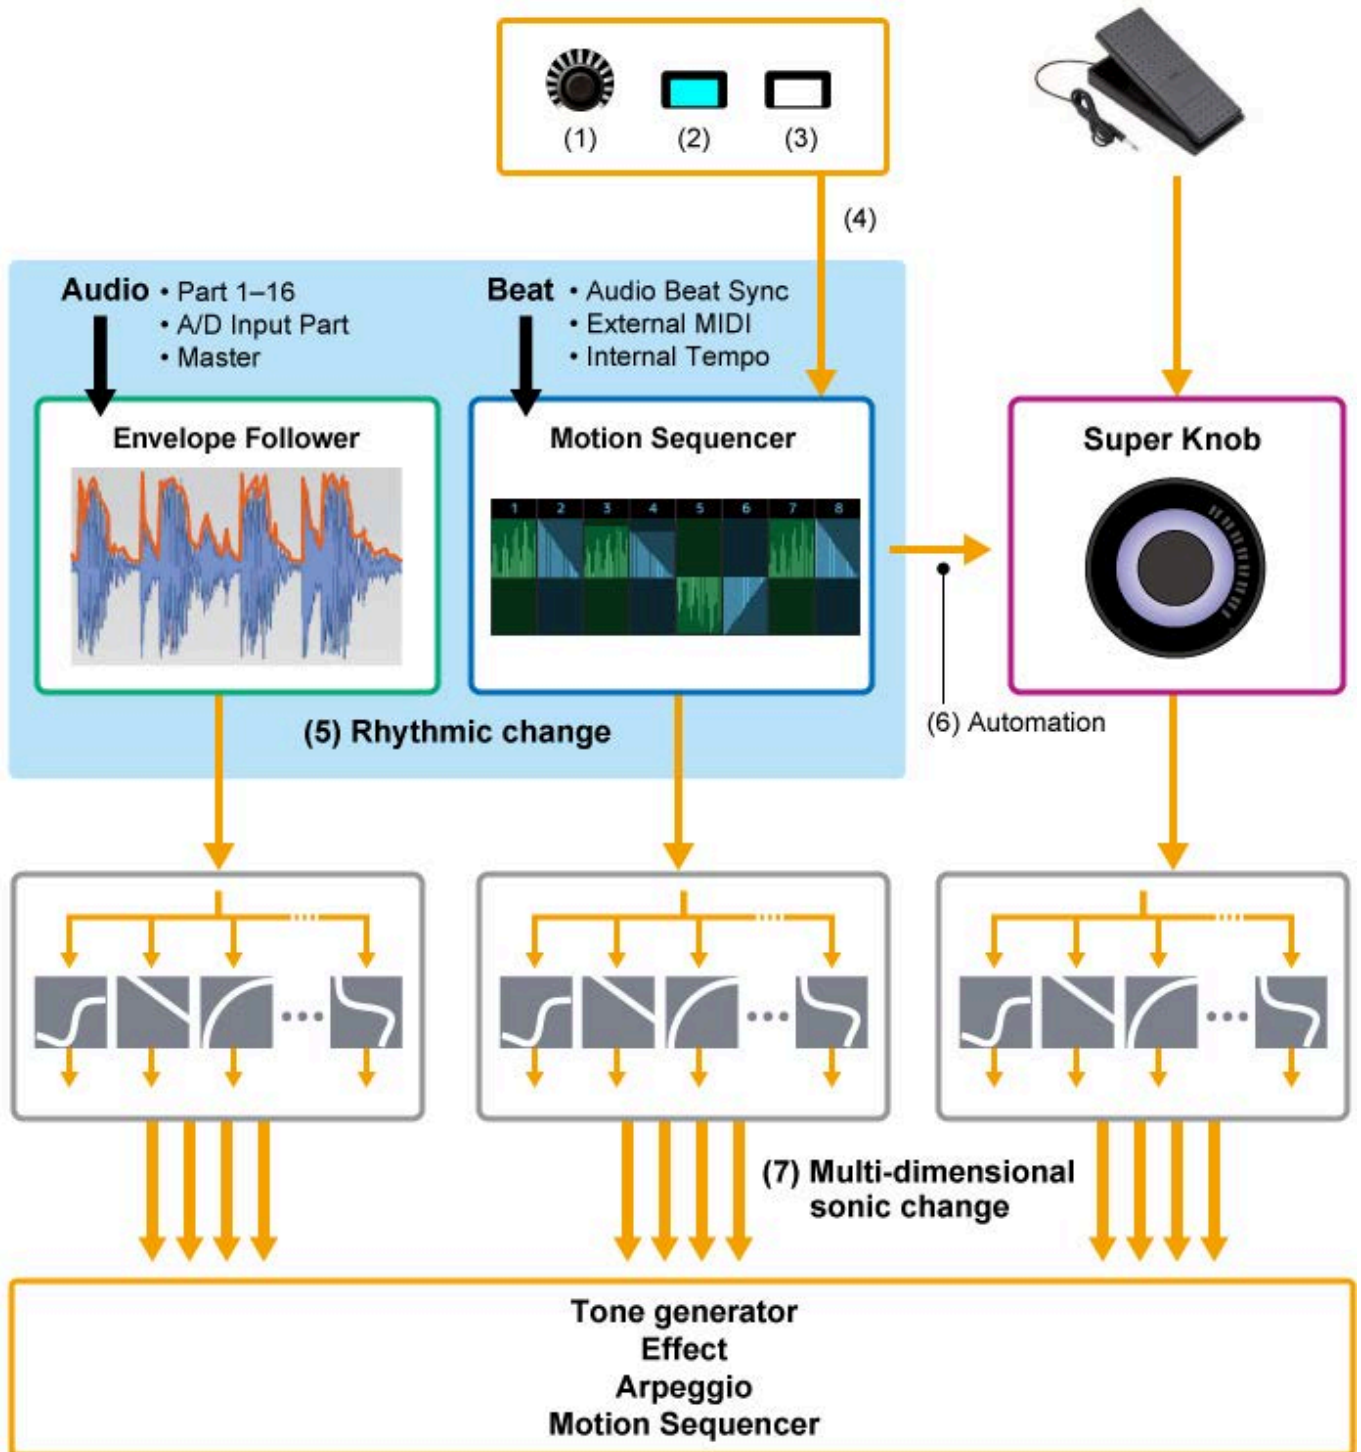 (1)
(2)
(3)
(4)
Audio
• Part 1–16
• A/D Input Part
• Master
Beat
• Audio Beat Sync
• External MIDI
• Internal Tempo
Envelope Follower
Motion Sequencer
1 2 3 4 5 6 7 8
Super Knob
(5) Rhythmic change
(6) Automation
(7) Multi-dimensional
sonic change
Tone generator
Effect
Arpeggio
Motion Sequencer